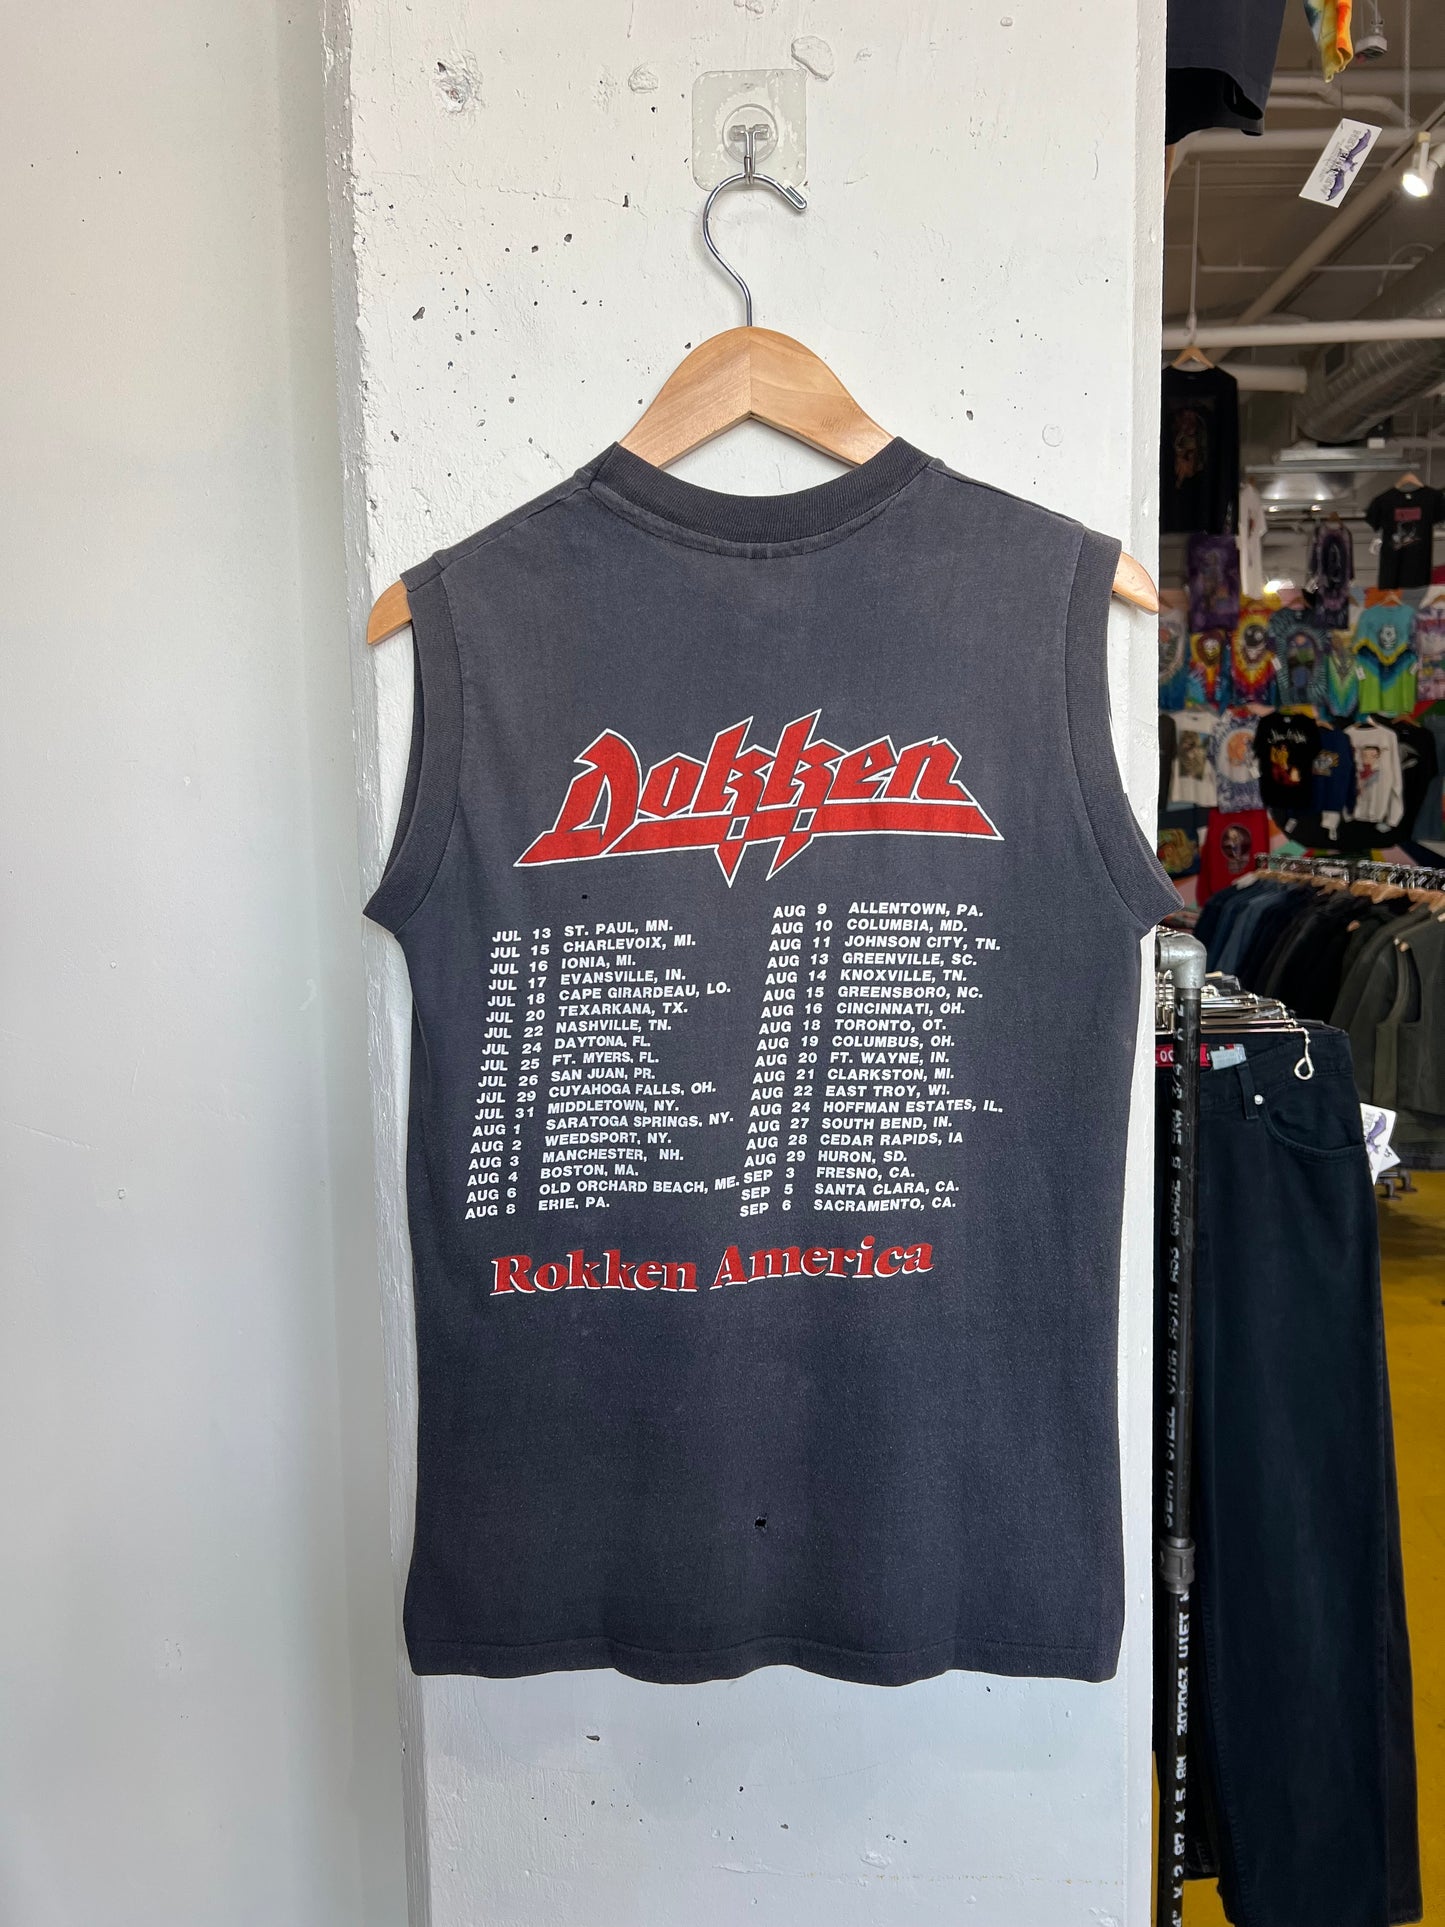 Dokken
JUL 13 ST. PAUL, MN.
JUL 15 CHARLEVOIX, MI.
JUL 16 IONIA, MI.
JUL 17 EVANSVILLE, IN.
JUL 18 CAPE GIRARDEAU, LO.
JUL 20 TEXARKANA, TX.
JUL 22 NASHVILLE, TN.
JUL 24 DAYTONA, FL.
JUL 25 FT. MYERS, FL.
JUL 26 SAN JUAN, PR.
JUL 29 CUYAHOGA FALLS, OH.
JUL 31 MIDDLETOWN, NY.
AUG 1 SARATOGA SPRINGS, NY.
AUG 2 WEEDSPORT, NY.
AUG 3 MANCHESTER, NH.
AUG 4 BOSTON, MA.
AUG 6 OLD ORCHARD BEACH, ME.
AUG 8 ERIE, PA.
AUG 9 ALLENTOWN, PA.
AUG 10 COLUMBIA, MD.
AUG 11 JOHNSON CITY, TN.
AUG 13 GREENVILLE, SC.
AUG 14 KNOXVILLE, TN.
AUG 15 GREENSBORO, NC.
AUG 16 CINCINNATI, OH.
AUG 18 TORONTO, OT.
AUG 19 COLUMBUS, OH.
AUG 20 FT. WAYNE, IN.
AUG 21 CLARKSTON, MI.
AUG 22 EAST TROY, WI.
AUG 24 HOFFMAN ESTATES, IL.
AUG 27 SOUTH BEND, IN.
AUG 28 CEDAR RAPIDS, IA
AUG 29 HURON, SD.
SEP 3 FRESNO, CA.
SEP 5 SANTA CLARA, CA.
SEP 6 SACRAMENTO, CA.
Rokken America